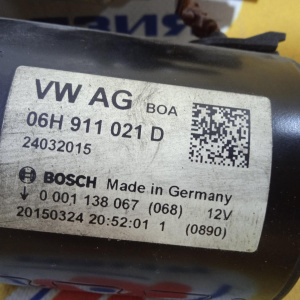 VW AG BOA
06H 911 021 D
24032015
BOSCH Made in Germany
0 001 138 067 (068) 12V
20150324 20:52:01 1 (0890)